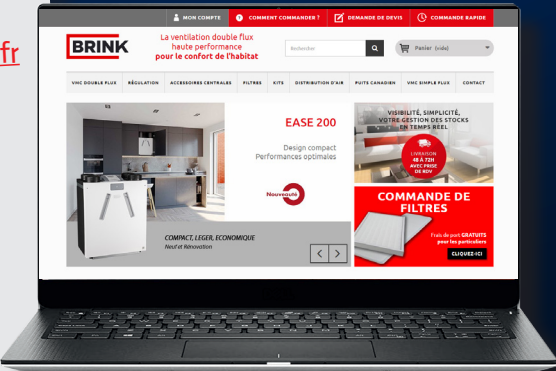 fr
MON COMPTE
COMMENT COMMANDER ?
DEMANDE DE DEVIS
COMMANDE RAPIDE
BRINK
La ventilation double flux
haute performance
pour le confort de l'habitat
Rechercher
Panier (vide)
VMC DOUBLE FLUX
RÉGULATION
ACCESSOIRES CENTRALES
FILTRES
KITS
DISTRIBUTION D'AIR
PUITS CANADIEN
VMC SIMPLE FLUX
CONTACT
EASE 200
Design compact
Performances optimales
Nouveauté
COMPACT, LEGER, ECONOMIQUE
Neuf et Rénovation
VISIBILITÉ, SIMPLICITÉ,
VOTRE GESTION DES STOCKS
EN TEMPS RÉEL
LIVRAISON
48 À 72H
AVEC PRISE
DE RDV
COMMANDE DE
FILTRES
Frais de port GRATUITS
pour les particuliers
CLIQUEZ-ICI